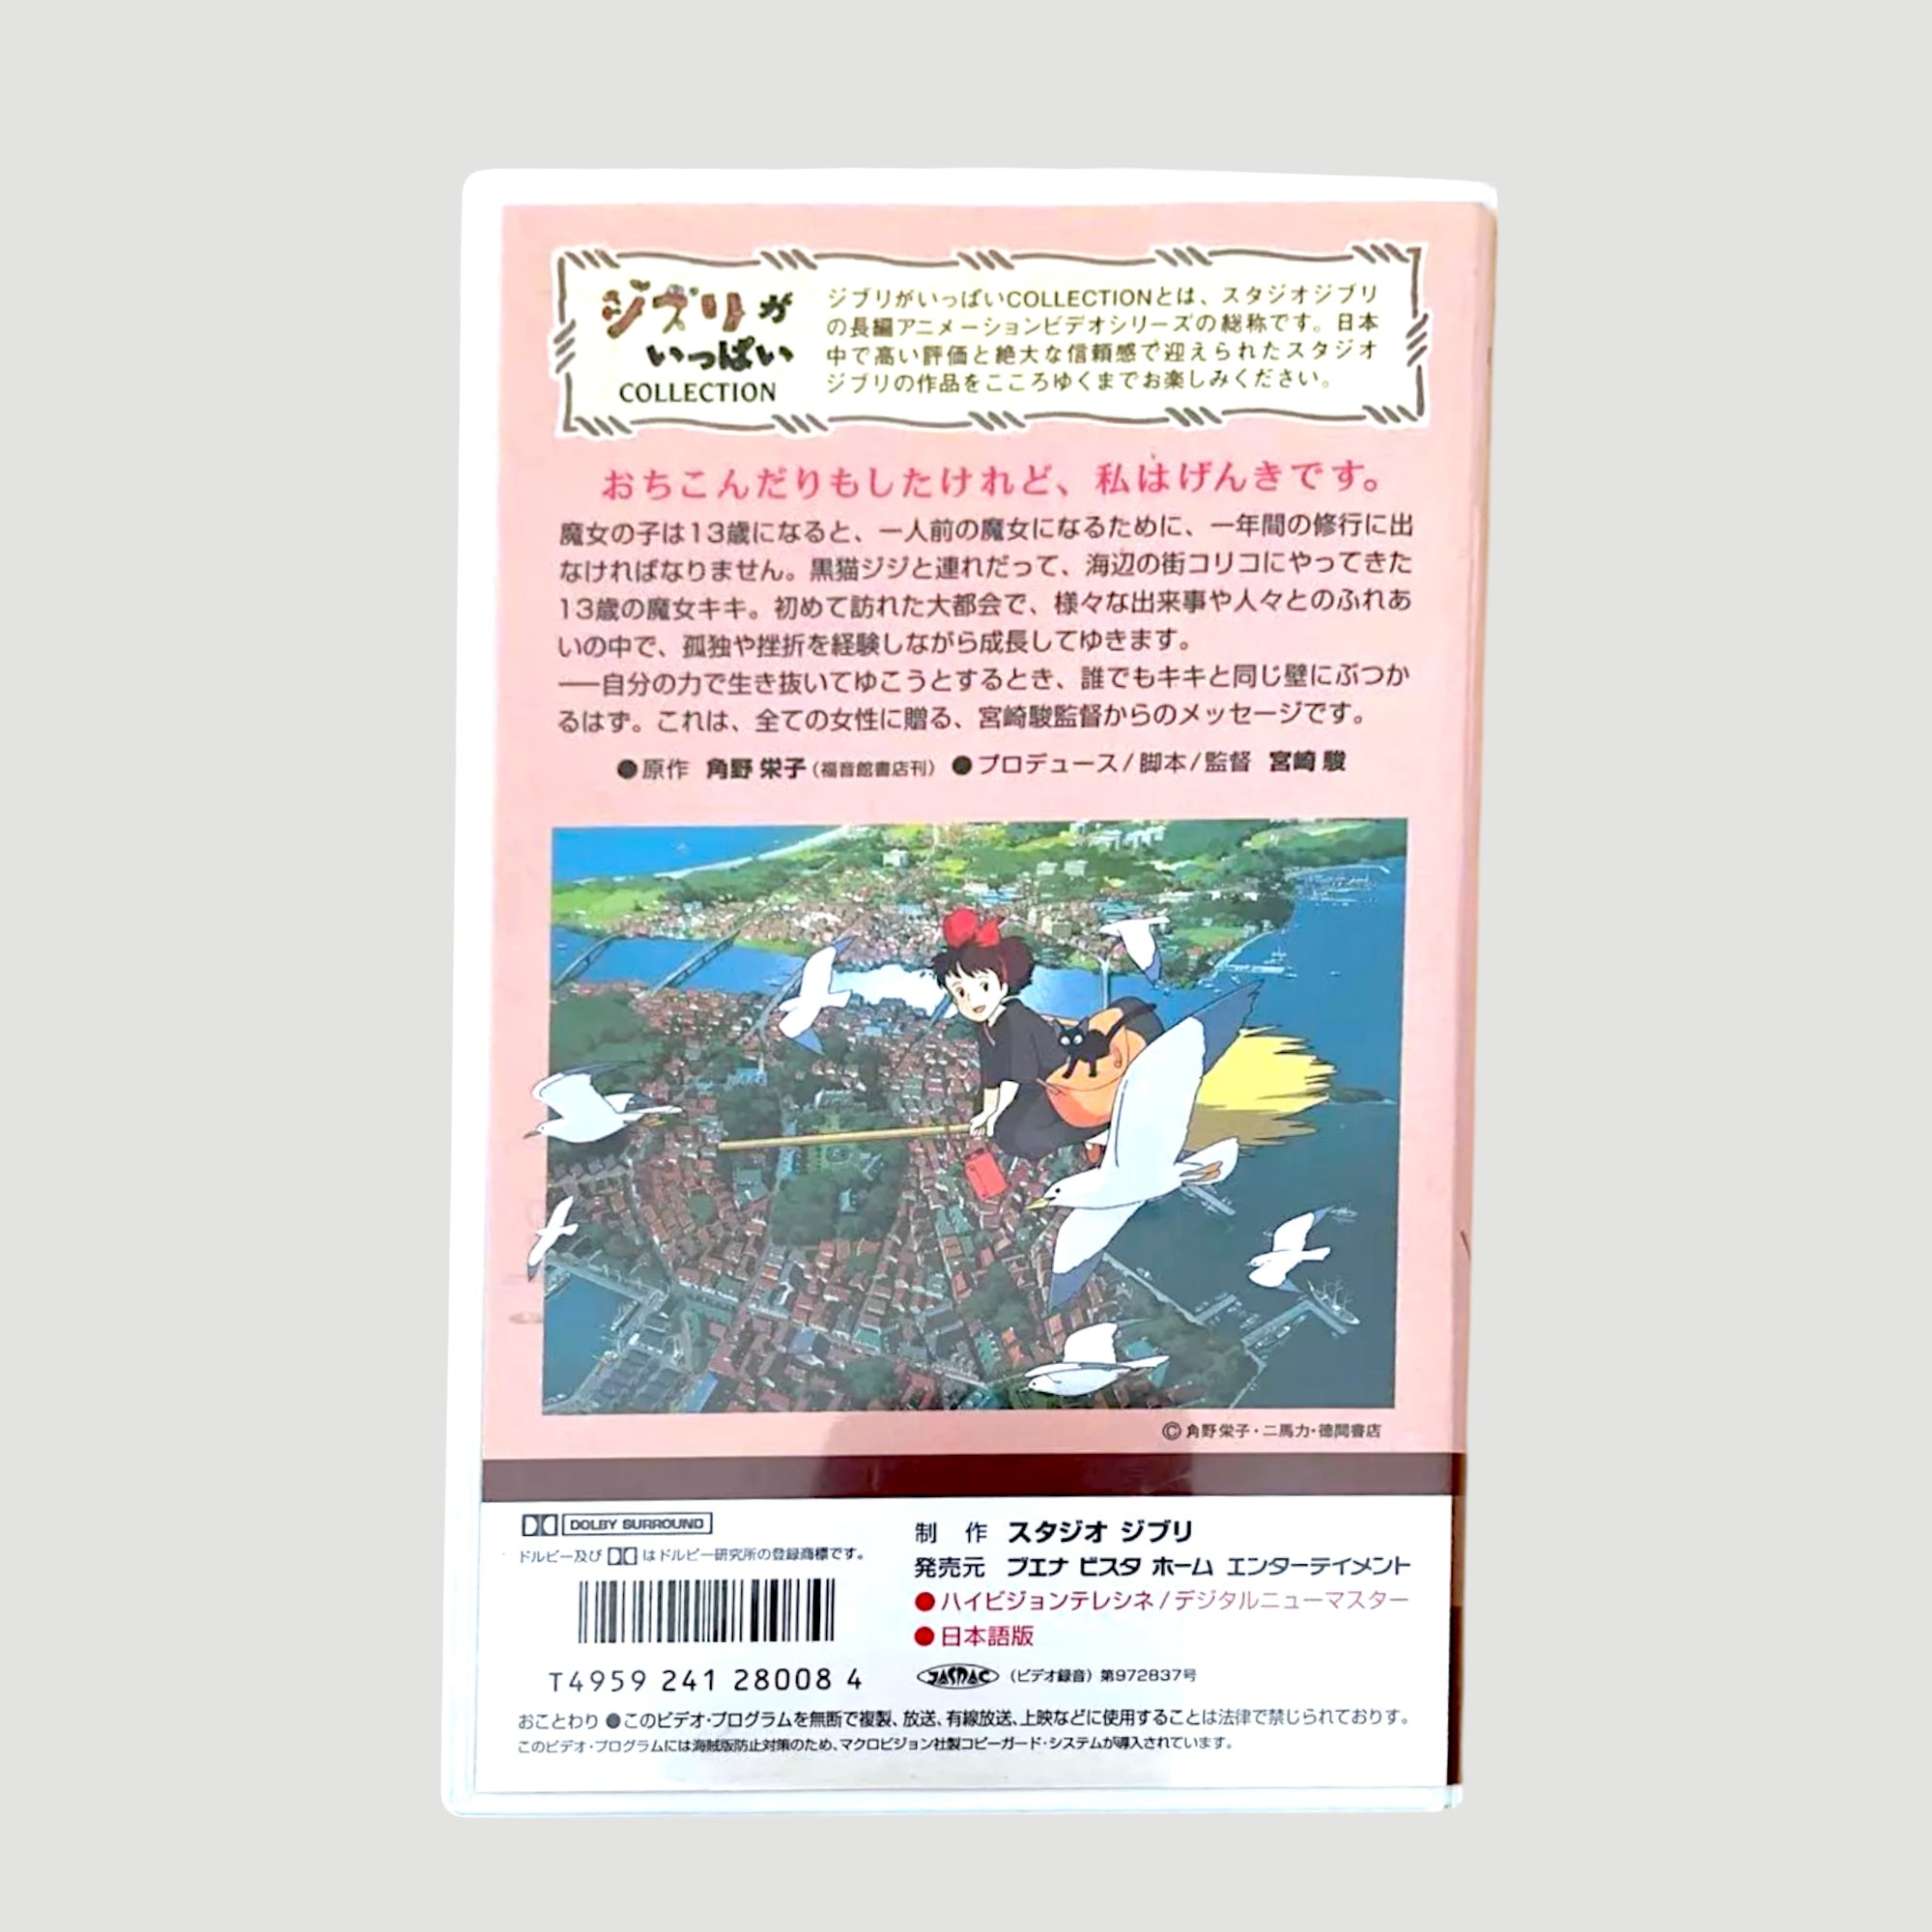 ジブリが
いっぱい
COLLECTION
ジブリがいっぱいCOLLECTIONとは、スタジオジブリ
の長編アニメーションビデオシリーズの総称です。日本
中で高い評価と絶大な信頼感で迎えられたスタジオ
ジブリの作品をこころゆくまでお楽しみください。
おちこんだりもしたけれど、私はげんきです。
魔女の子は13歳になると、一人前の魔女になるために、一年間の修行に出
なければなりません。黒猫ジジと連れだって、海辺の街コリコにやってきた
13歳の魔女キキ。初めて訪れた大都会で、様々な出来事や人々とのふれあ
いの中で、孤独や挫折を経験しながら成長してゆきます。
──自分の力で生き抜いてゆこうとするとき、誰でもキキと同じ壁にぶつか
るはず。これは、全ての女性に贈る、宮崎駿監督からのメッセージです。
●原作 角野 栄子(福音館書店刊) ●プロデュース/脚本/監督 宮崎 駿
© 角野栄子・二馬力・徳間書店
DOLBY SURROUND
ドルビー及び はドルビー研究所の登録商標です。
T4959 241 28008 4
制 作 スタジオ ジブリ
発売元 ブエナ ビスタ ホーム エンターテイメント
●ハイビジョンテレシネ/デジタルニューマスター
●日本語版
JASRAC (ビデオ録音) 第972837号
おことわり ●このビデオ・プログラムを無断で複製、放送、有線放送、上映などに使用することは法律で禁じられております。
このビデオ・プログラムには海賊版防止対策のため、マクロビジョン社製コピーガード・システムが導入されています。